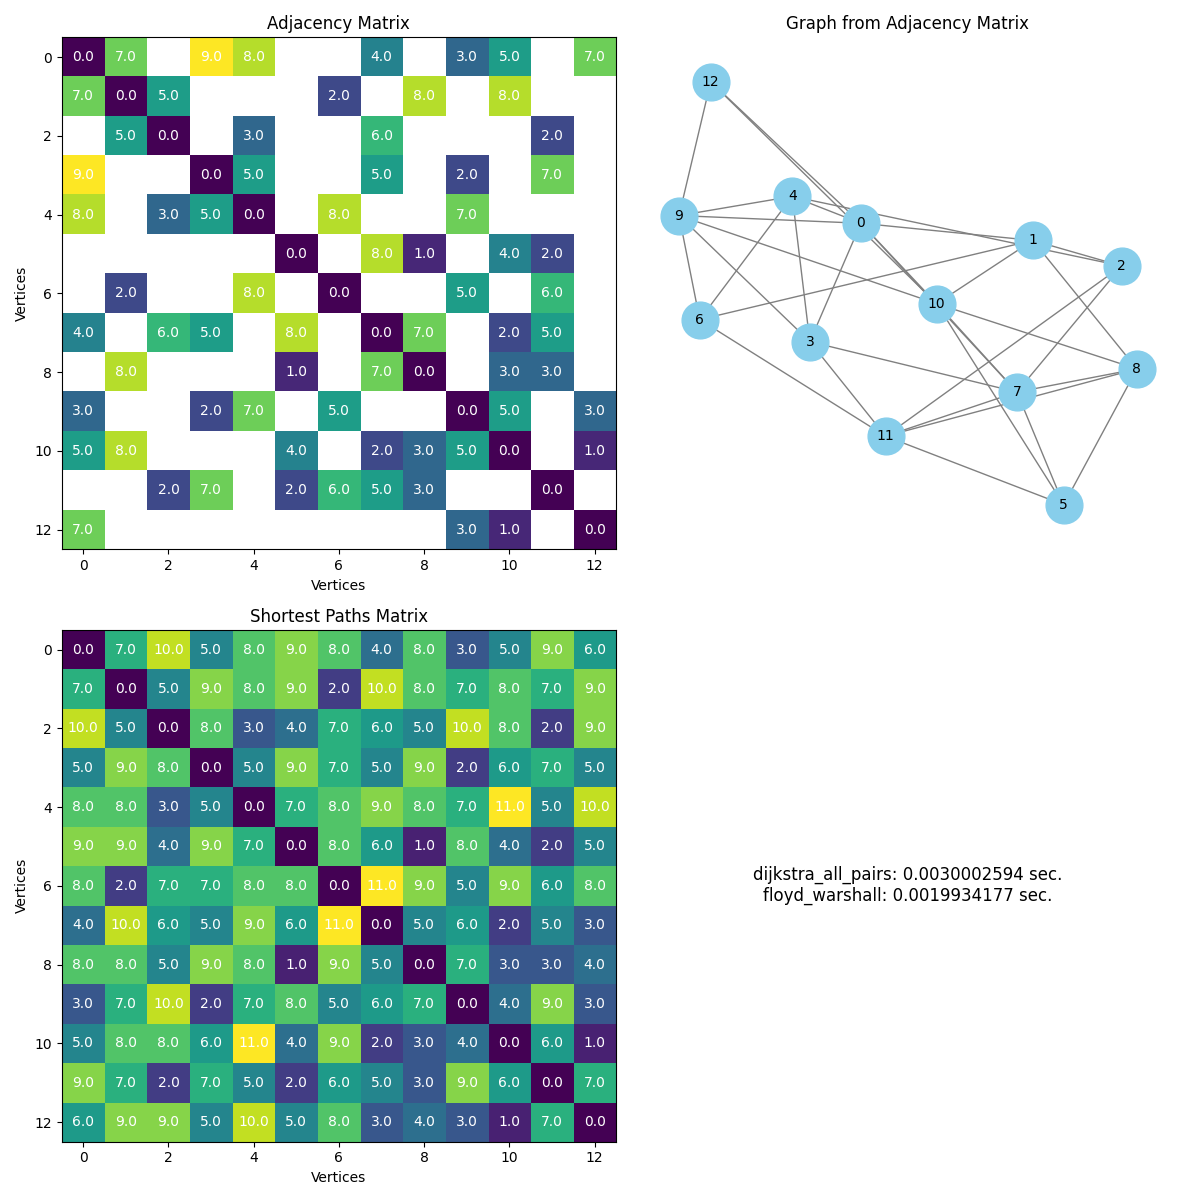 Adjacency Matrix
0 0.0 7.0 9.0 8.0 4.0 3.0 5.0 7.0
7.0 0.0 5.0 2.0 8.0 8.0
2 5.0 0.0 3.0 6.0 2.0
9.0 0.0 5.0 5.0 2.0 7.0
4 8.0 3.0 5.0 0.0 8.0 7.0
0.0 8.0 1.0 4.0 2.0
6 2.0 8.0 0.0 5.0 6.0
4.0 6.0 5.0 8.0 0.0 7.0 2.0 5.0
8 8.0 1.0 7.0 0.0 3.0 3.0
3.0 2.0 7.0 5.0 0.0 5.0 3.0
10 5.0 8.0 4.0 2.0 3.0 5.0 0.0 1.0
2.0 7.0 2.0 6.0 5.0 3.0 0.0
12 7.0 3.0 1.0 0.0
0 2 4 6 8 10 12
Vertices
Vertices
Graph from Adjacency Matrix
12
4
9
0
1
2
10
6
3
8
7
11
5
Shortest Paths Matrix
0 0.0 7.0 10.0 5.0 8.0 9.0 8.0 4.0 8.0 3.0 5.0 9.0 6.0
7.0 0.0 5.0 9.0 8.0 9.0 2.0 10.0 8.0 7.0 8.0 7.0 9.0
2 10.0 5.0 0.0 8.0 3.0 4.0 7.0 6.0 5.0 10.0 8.0 2.0 9.0
5.0 9.0 8.0 0.0 5.0 9.0 7.0 5.0 9.0 2.0 6.0 7.0 5.0
4 8.0 8.0 3.0 5.0 0.0 7.0 8.0 9.0 8.0 7.0 11.0 5.0 10.0
9.0 9.0 4.0 9.0 7.0 0.0 8.0 6.0 1.0 8.0 4.0 2.0 5.0
6 8.0 2.0 7.0 7.0 8.0 8.0 0.0 11.0 9.0 5.0 9.0 6.0 8.0
4.0 10.0 6.0 5.0 9.0 6.0 11.0 0.0 5.0 6.0 2.0 5.0 3.0
8 8.0 8.0 5.0 9.0 8.0 1.0 9.0 5.0 0.0 7.0 3.0 3.0 4.0
3.0 7.0 10.0 2.0 7.0 8.0 5.0 6.0 7.0 0.0 4.0 9.0 3.0
10 5.0 8.0 8.0 6.0 11.0 4.0 9.0 2.0 3.0 4.0 0.0 6.0 1.0
9.0 7.0 2.0 7.0 5.0 2.0 6.0 5.0 3.0 9.0 6.0 0.0 7.0
12 6.0 9.0 9.0 5.0 10.0 5.0 8.0 3.0 4.0 3.0 1.0 7.0 0.0
0 2 4 6 8 10 12
Vertices
Vertices
dijkstra_all_pairs: 0.0030002594 sec.
floyd_warshall: 0.0019934177 sec.